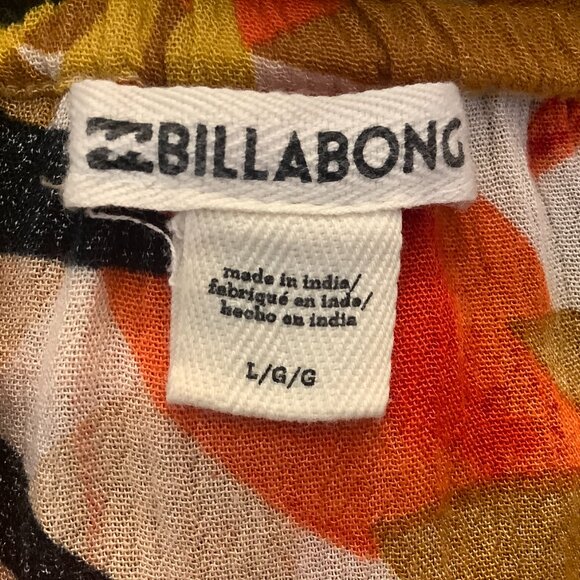 BILLABONG
made in india/
fabriqué en inde/
hecho en india
L/G/G